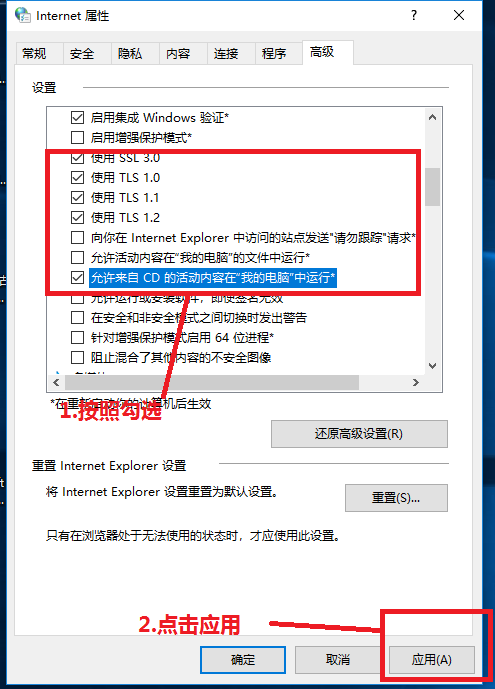 Internet 属性
常规 安全 隐私 内容 连接 程序 高级
设置
启用集成 Windows 验证*
启用增强保护模式*
使用 SSL 3.0
使用 TLS 1.0
使用 TLS 1.1
使用 TLS 1.2
向你在 Internet Explorer 中访问的站点发送"请勿跟踪"请求*
允许活动内容在"我的电脑"的文件中运行*
允许来自 CD 的活动内容在"我的电脑"中运行*
允许运行或安装软件，即使签名无效
在安全和非安全模式之间切换时发出警告
针对增强保护模式启用 64 位进程*
阻止混合了其他内容的不安全图像
*在重新启动你的计算机后生效
1.按照勾选
还原高级设置(R)
重置 Internet Explorer 设置
将 Internet Explorer 设置重置为默认设置。
重置(S)...
只有在浏览器处于无法使用的状态时，才应使用此设置。
2.点击应用
确定 取消 应用(A)